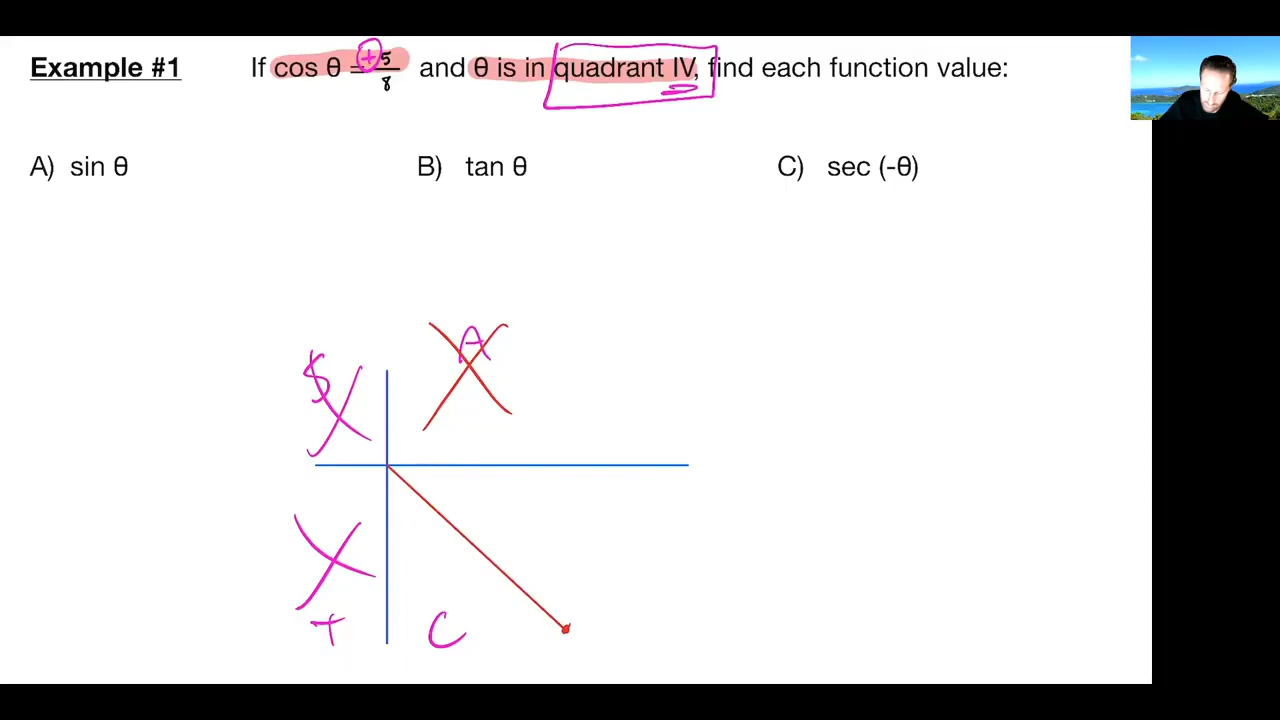 Example #1 If cos θ = +5/8 and θ is in quadrant IV, find each function value:
A) sin θ B) tan θ C) sec (-θ)
S A
T C